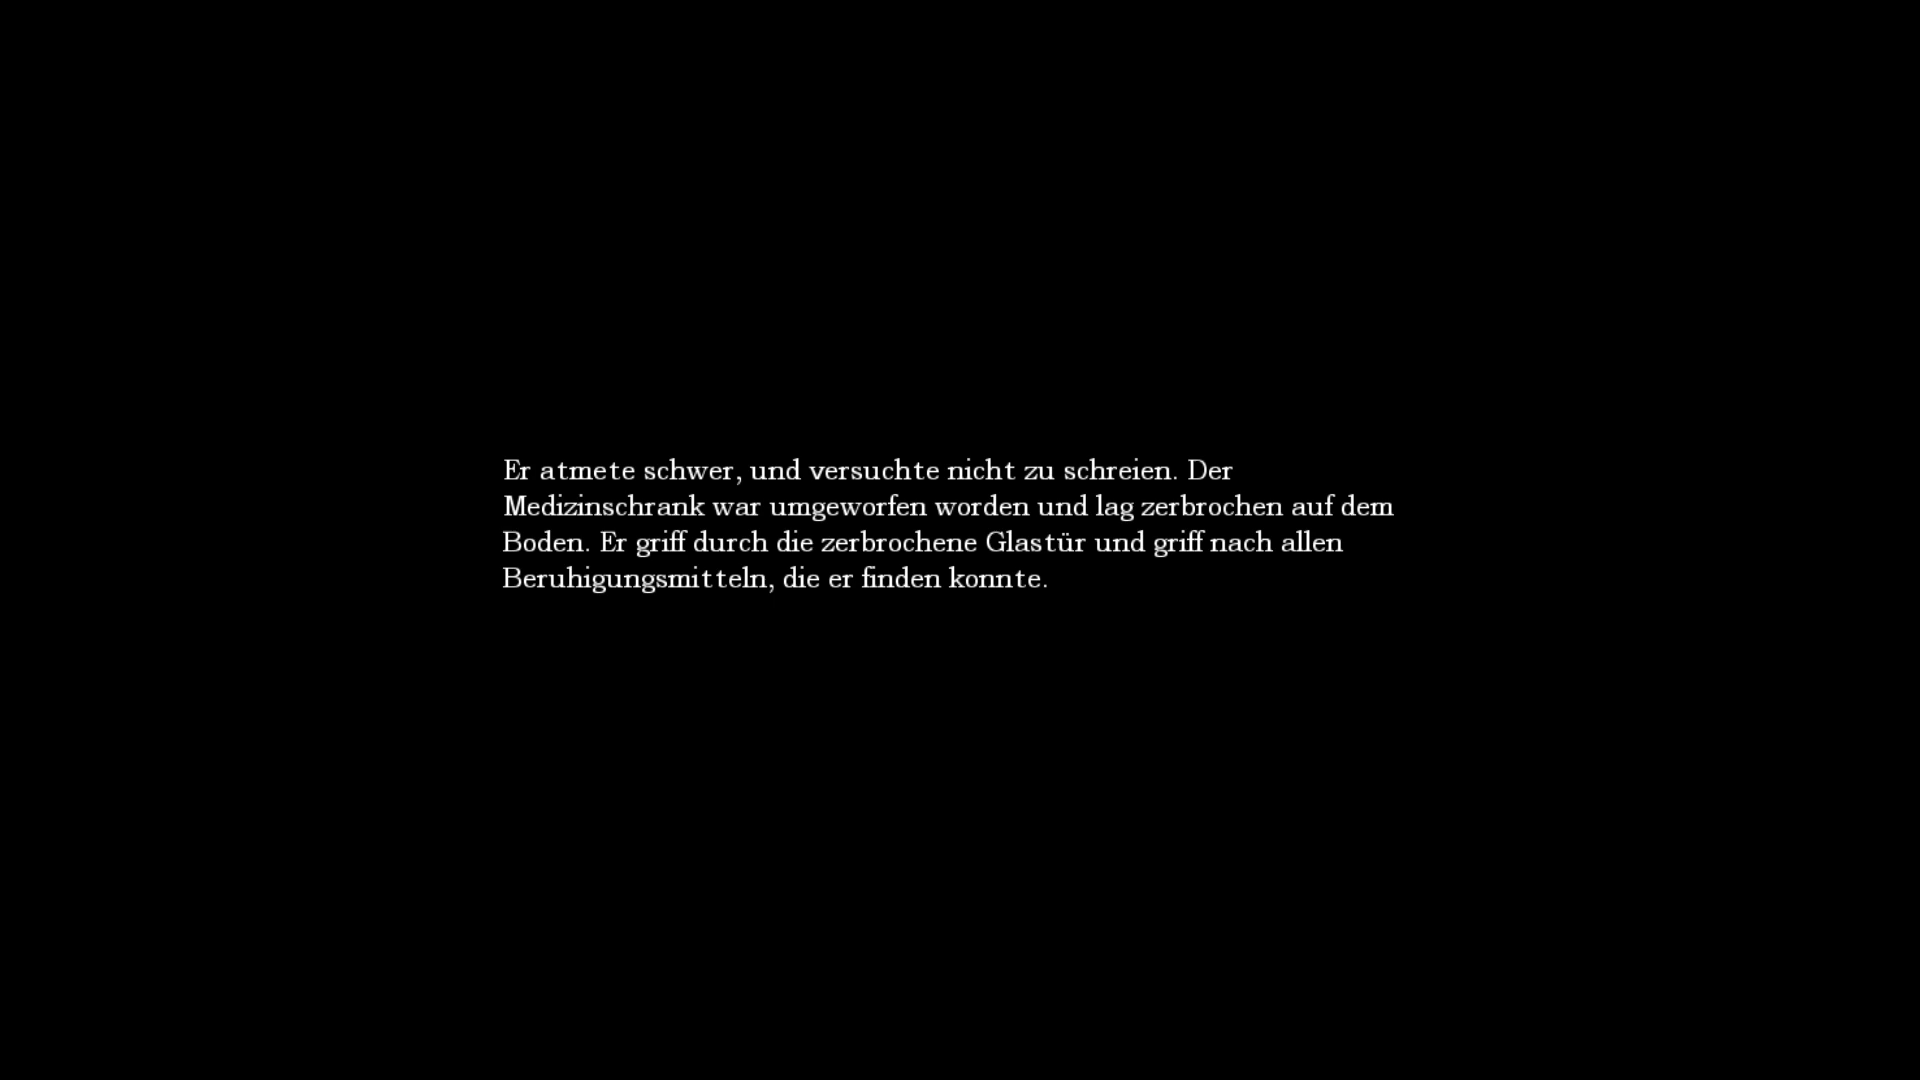 Er atmete schwer, und versuchte nicht zu schreien. Der
Medizinschrank war umgeworfen worden und lag zerbrochen auf dem
Boden. Er griff durch die zerbrochene Glastür und griff nach allen
Beruhigungsmitteln, die er finden konnte.